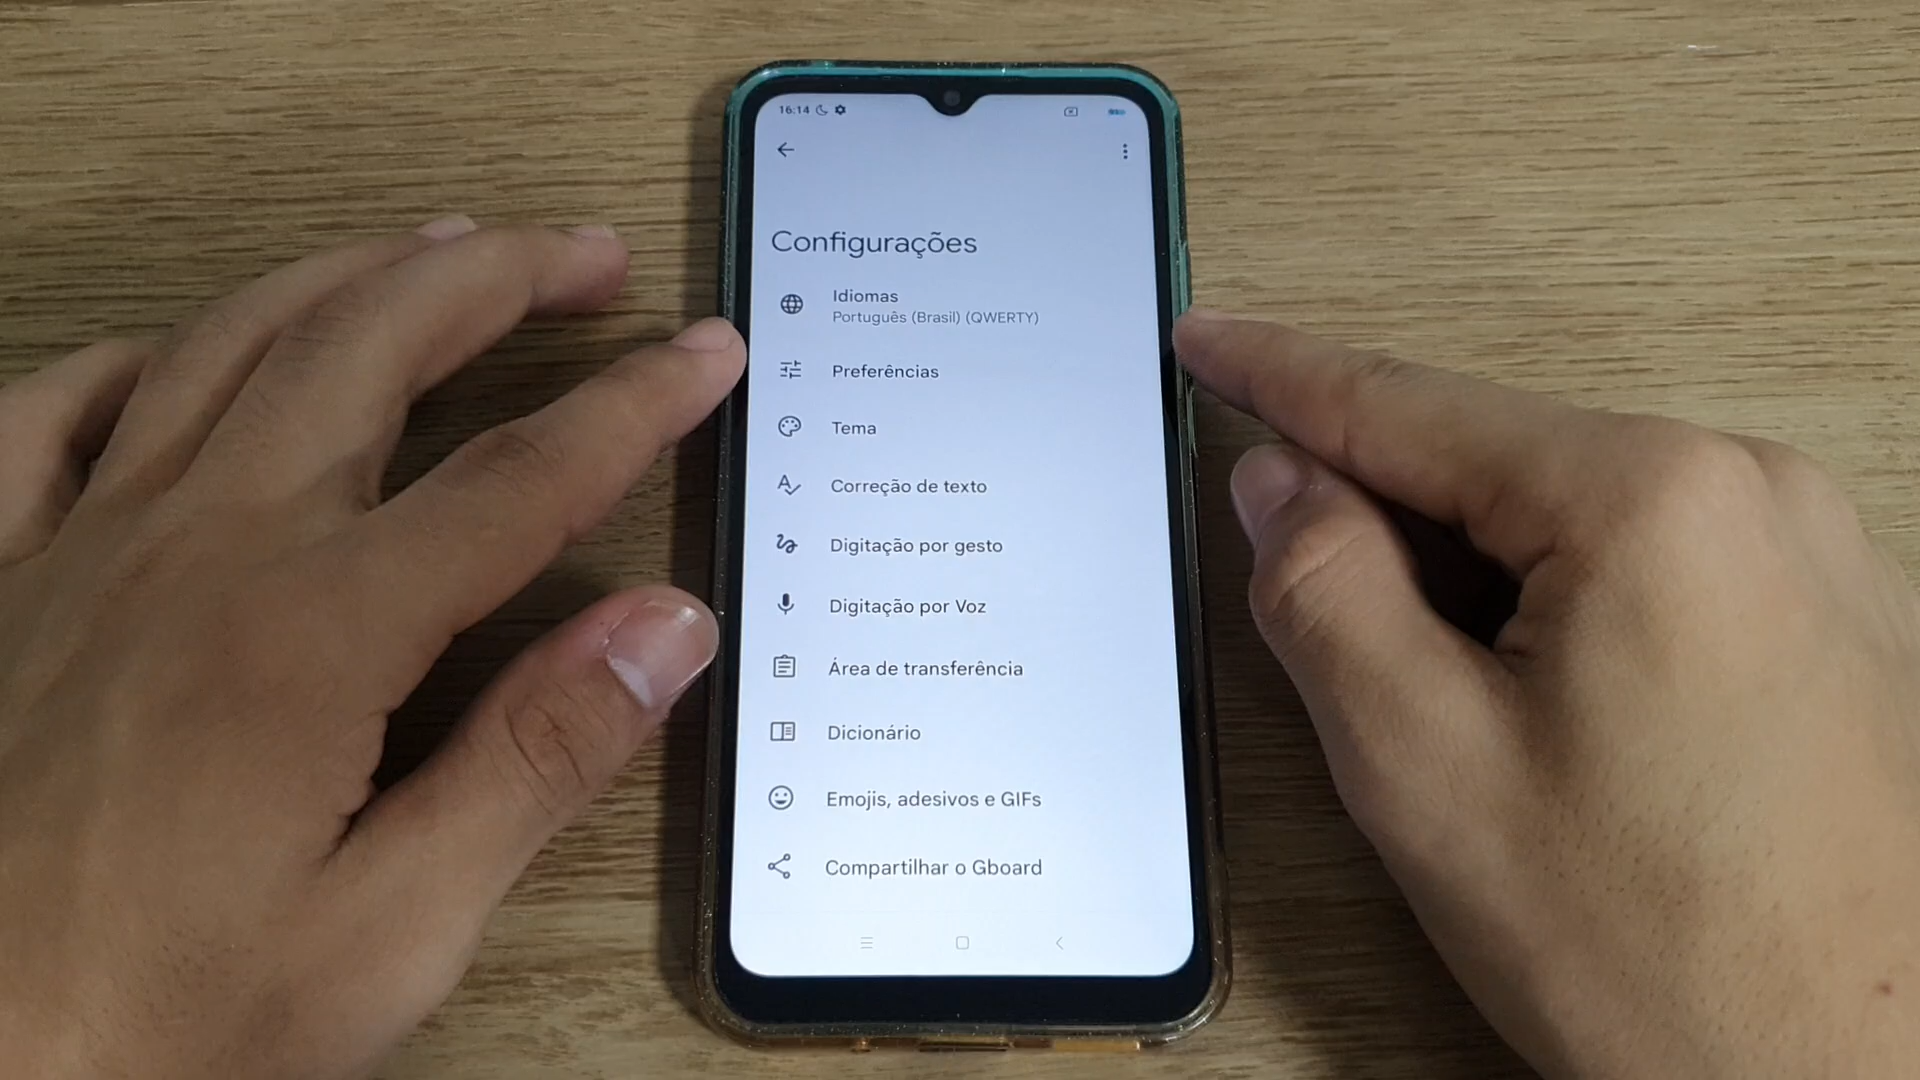 16:14
Configurações
Idiomas
Português (Brasil) (QWERTY)
Preferências
Tema
Correção de texto
Digitação por gesto
Digitação por Voz
Área de transferência
Dicionário
Emojis, adesivos e GIFs
Compartilhar o Gboard